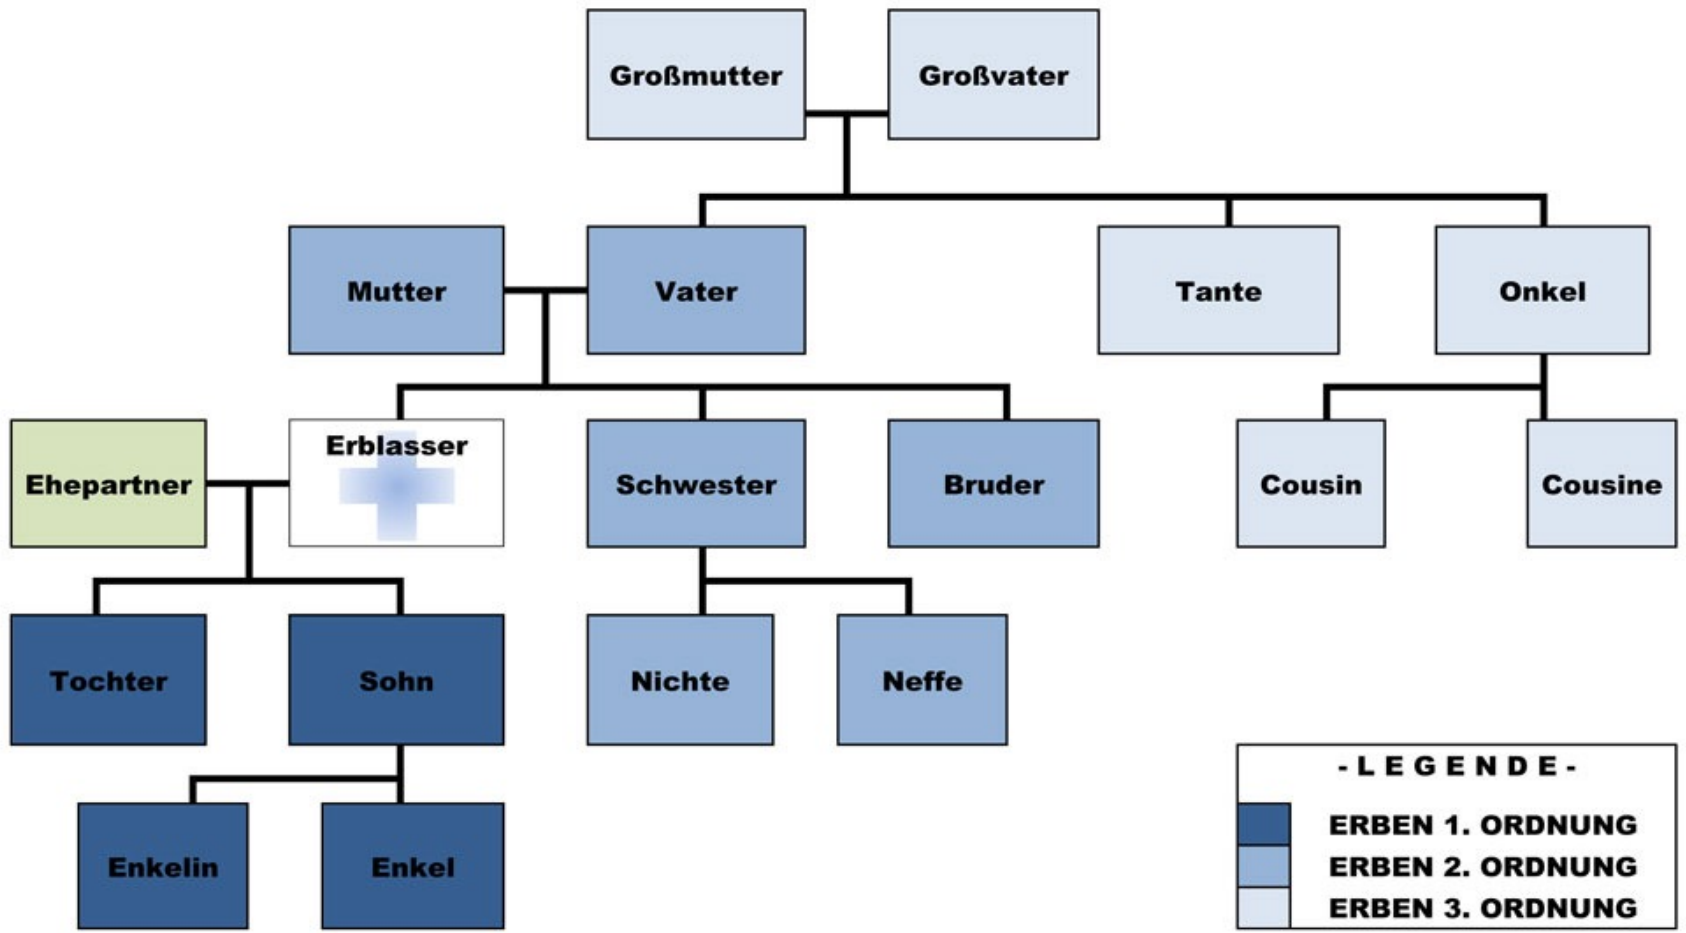 Großmutter
Großvater
Mutter
Vater
Tante
Onkel
Ehepartner
Erblasser
Schwester
Bruder
Cousin
Cousine
Tochter
Sohn
Nichte
Neffe
Enkelin
Enkel
- L E G E N D E -
ERBEN 1. ORDNUNG
ERBEN 2. ORDNUNG
ERBEN 3. ORDNUNG